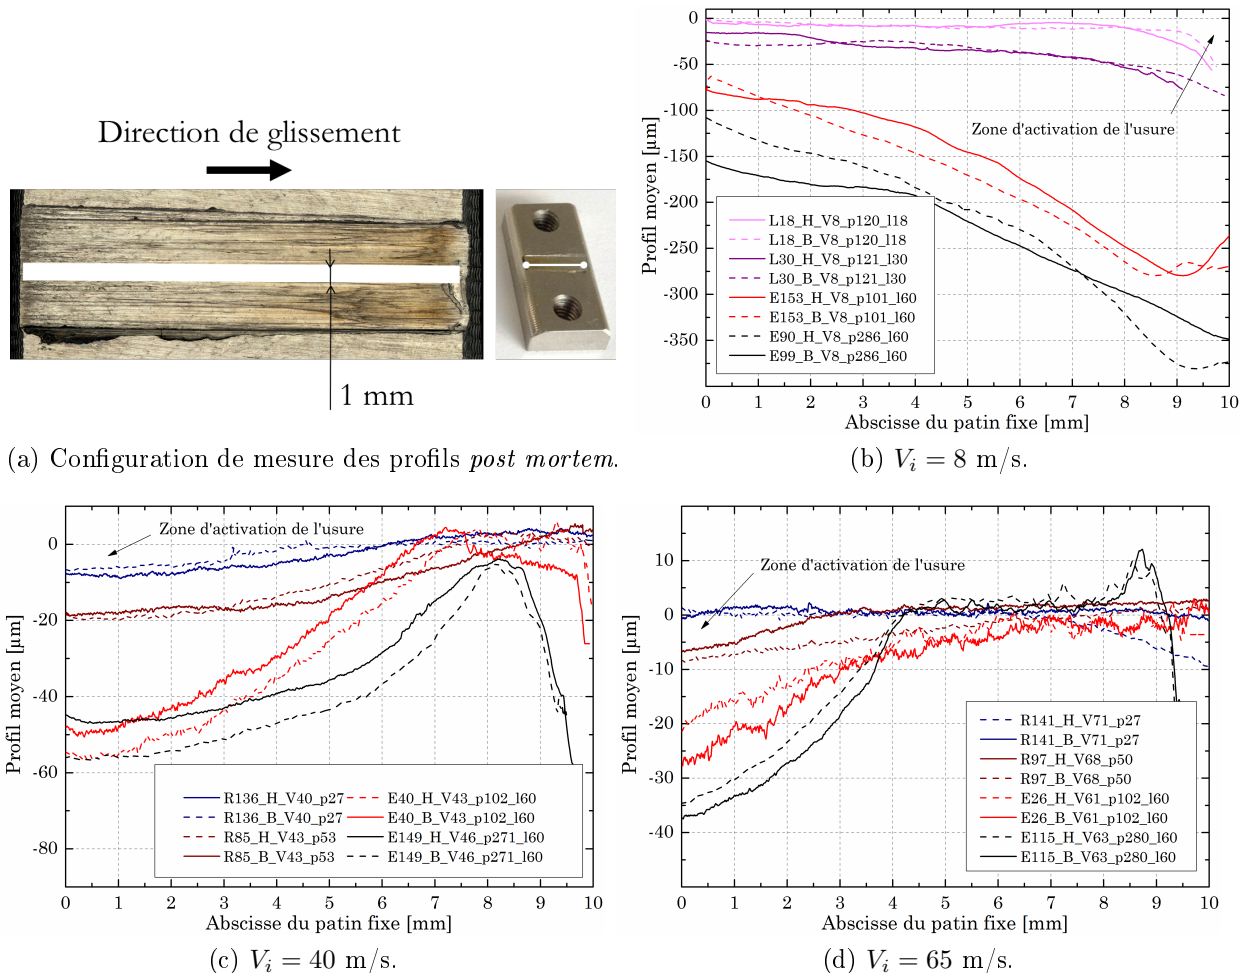 Direction de glissement
1 mm
(a) Configuration de mesure des profils post mortem.
0
-50
-100
-150
-200
-250
-300
-350
Profil moyen [µm]
Zone d'activation de l'usure
L18_H_V8_p120_l18
L18_B_V8_p120_l18
L30_H_V8_p121_l30
L30_B_V8_p121_l30
E153_H_V8_p101_l60
E153_B_V8_p101_l60
E90_H_V8_p286_l60
E99_B_V8_p286_l60
0 1 2 3 4 5 6 7 8 9 10
Abscisse du patin fixe [mm]
(b) Vi = 8 m/s.
0
-20
-40
-60
-80
Profil moyen [µm]
Zone d'activation de l'usure
R136_H_V40_p27
R136_B_V40_p27
R85_H_V43_p53
R85_B_V43_p53
E40_H_V43_p102_l60
E40_B_V43_p102_l60
E149_H_V46_p271_l60
E149_B_V46_p271_l60
0 1 2 3 4 5 6 7 8 9 10
Abscisse du patin fixe [mm]
(c) Vi = 40 m/s.
10
0
-10
-20
-30
-40
Profil moyen [µm]
Zone d'activation de l'usure
R141_H_V71_p27
R141_B_V71_p27
R97_H_V68_p50
R97_B_V68_p50
E26_H_V61_p102_l60
E26_B_V61_p102_l60
E115_H_V63_p280_l60
E115_B_V63_p280_l60
0 1 2 3 4 5 6 7 8 9 10
Abscisse du patin fixe [mm]
(d) Vi = 65 m/s.